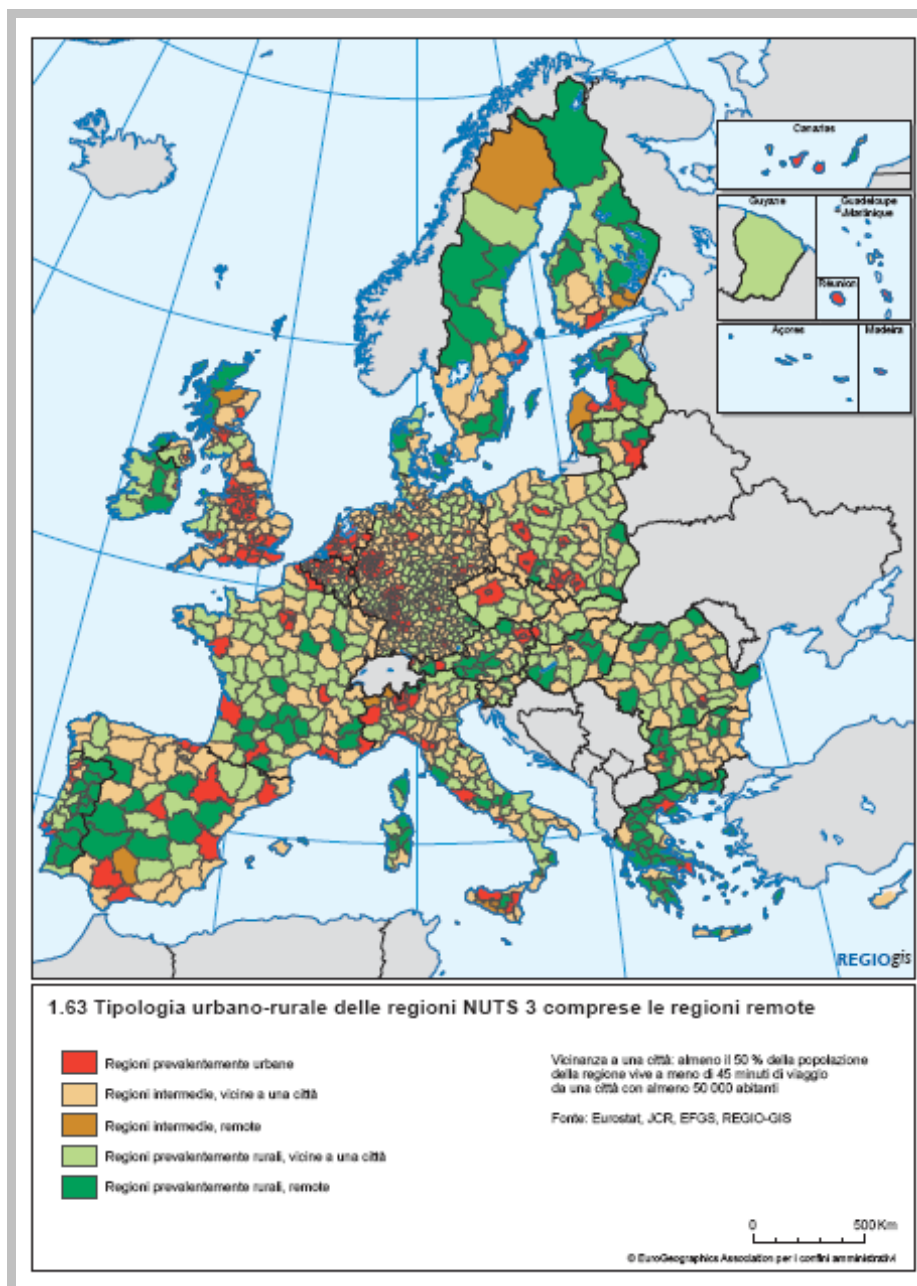 Canarias
Guyane
Guadeloupe
Martinique
Réunion
Açores
Madeira
REGIOgis
1.63 Tipologia urbano-rurale delle regioni NUTS 3 comprese le regioni remote
Regioni prevalentemente urbane
Regioni intermedie, vicine a una città
Regioni intermedie, remote
Regioni prevalentemente rurali, vicine a una città
Regioni prevalentemente rurali, remote
Vicinanza a una città: almeno il 50 % della popolazione
della regione vive a meno di 45 minuti di viaggio
da una città con almeno 50 000 abitanti
Fonte: Eurostat, JCR, EFGS, REGIO-GIS
0 500 Km
© EuroGeographics Association per i confini amministrativi